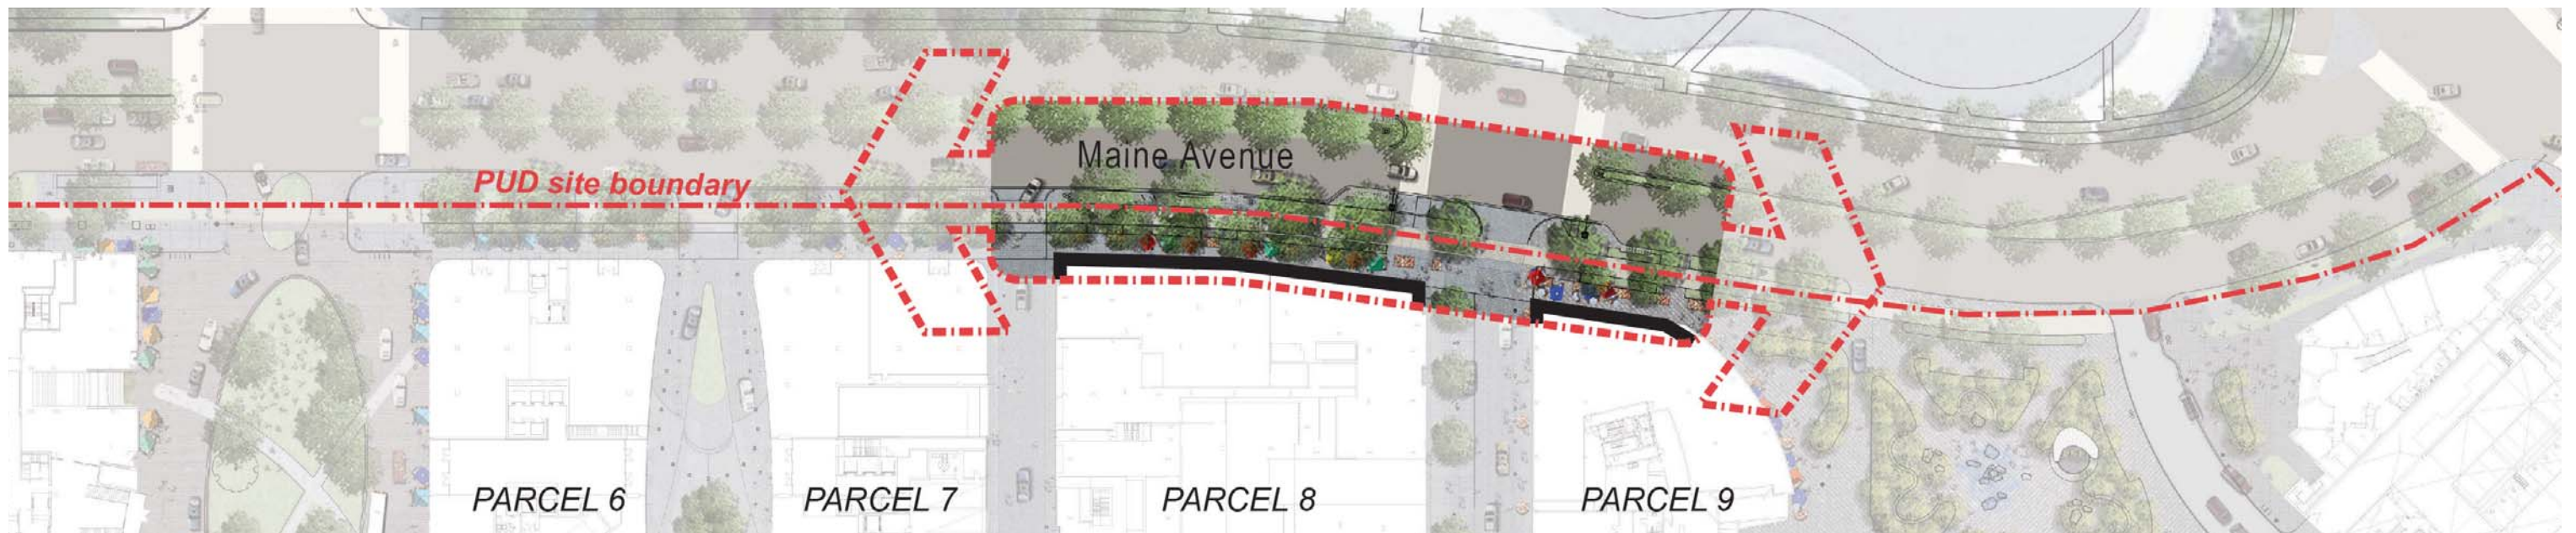 Maine Avenue
PUD site boundary
PARCEL 6
PARCEL 7
PARCEL 8
PARCEL 9